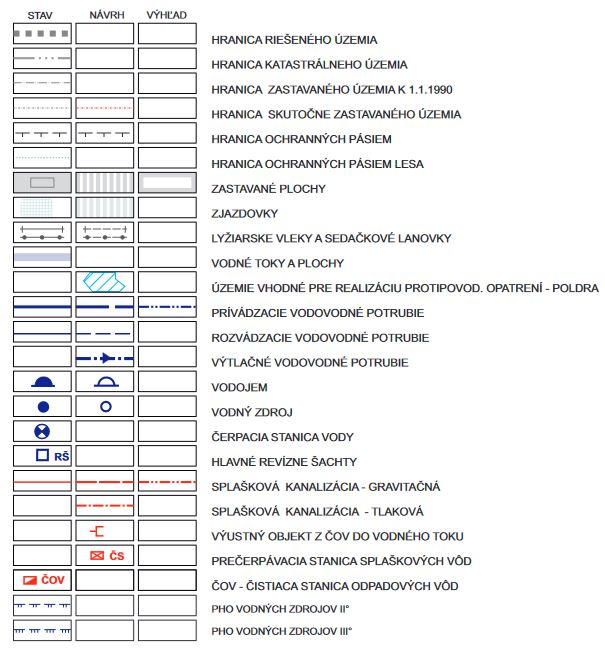 STAV NÁVRH VÝHĽAD
HRANICA RIEŠENÉHO ÚZEMIA
HRANICA KATASTRÁLNEHO ÚZEMIA
HRANICA ZASTAVANÉHO ÚZEMIA K 1.1.1990
HRANICA SKUTOČNE ZASTAVANÉHO ÚZEMIA
HRANICA OCHRANNÝCH PÁSIEM
HRANICA OCHRANNÝCH PÁSIEM LESA
ZASTAVANÉ PLOCHY
ZJAZDOVKY
LYŽIARSKE VLEKY A SEDAČKOVÉ LANOVKY
VODNÉ TOKY A PLOCHY
ÚZEMIE VHODNÉ PRE REALIZÁCIU PROTIPOVOD. OPATRENÍ - POLDRA
PRÍVÁDZACIE VODOVODNÉ POTRUBIE
ROZVÁDZACIE VODOVODNÉ POTRUBIE
VÝTLAČNÉ VODOVODNÉ POTRUBIE
VODOJEM
VODNÝ ZDROJ
ČERPACIA STANICA VODY
RŠ HLAVNÉ REVÍZNE ŠACHTY
SPLAŠKOVÁ KANALIZÁCIA - GRAVITAČNÁ
SPLAŠKOVÁ KANALIZÁCIA - TLAKOVÁ
VÝUSTNÝ OBJEKT Z ČOV DO VODNÉHO TOKU
ČS PREČERPÁVACIA STANICA SPLAŠKOVÝCH VÔD
ČOV ČOV - ČISTIACA STANICA ODPADOVÝCH VÔD
PHO VODNÝCH ZDROJOV II°
PHO VODNÝCH ZDROJOV III°